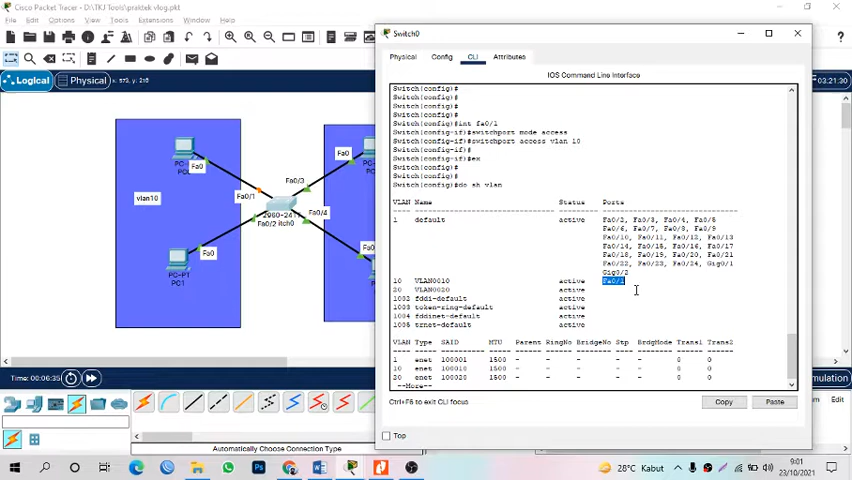 Cisco Packet Tracer - D:\TKJ Tools\praktek vlog.pkt
File Edit Options View Tools Extensions Window Help
Logical
Physical
03:21:30
Switch0
Physical Config CLI Attributes
IOS Command Line Interface
Switch(config)#
Switch(config)#
Switch(config)#
Switch(config)#
Switch(config)#int fa0/1
Switch(config-if)#switchport mode access
Switch(config-if)#switchport access vlan 10
Switch(config-if)#
Switch(config-if)#ex
Switch(config)#
Switch(config)#
Switch(config)#do sh vlan
VLAN Name Status Ports
1 default active Fa0/2, Fa0/3, Fa0/4, Fa0/5
Fa0/6, Fa0/7, Fa0/8, Fa0/9
Fa0/10, Fa0/11, Fa0/12, Fa0/13
Fa0/14, Fa0/15, Fa0/16, Fa0/17
Fa0/18, Fa0/19, Fa0/20, Fa0/21
Fa0/22, Fa0/23, Fa0/24, Gig0/1
Gig0/2
10 VLAN0010 active Fa0/1
20 VLAN0020 active
1002 fddi-default active
1003 token-ring-default active
1004 fddinet-default active
1005 trnet-default active
VLAN Type SAID MTU Parent RingNo BridgeNo Stp BrdgMode Trans1 Trans2
1 enet 100001 1500 - - - - - 0 0
10 enet 100010 1500 - - - - - 0 0
20 enet 100020 1500 - - - - - 0 0
--More--
Ctrl+F6 to exit CLI focus
Copy
Paste
Top
vlan10
Fa0
Fa0/1
Fa0/3
Fa0
Fa0/4
Fa0/2
Fa0
PC-PT
PC1
Time: 00:06:35
Automatically Choose Connection Type
28°C Kabut
9:01
23/10/2021